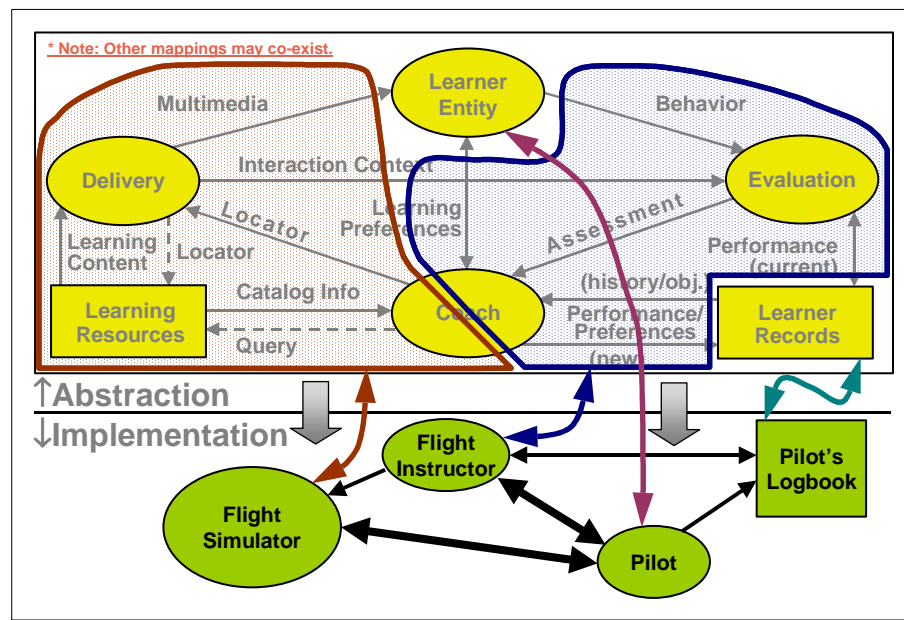 * Note: Other mappings may co-exist.
Learner
Entity
Multimedia
Behavior
Interaction Context
Delivery
Evaluation
Learning
Preferences
Locator
Assessment
Learning
Content
Locator
Performance
(current)
Catalog Info
(history/obj.)
Learning
Resources
Coach
Performance/
Preferences
Learner
Records
Query
(new)
↑Abstraction
↓Implementation
Flight
Instructor
Pilot's
Logbook
Flight
Simulator
Pilot